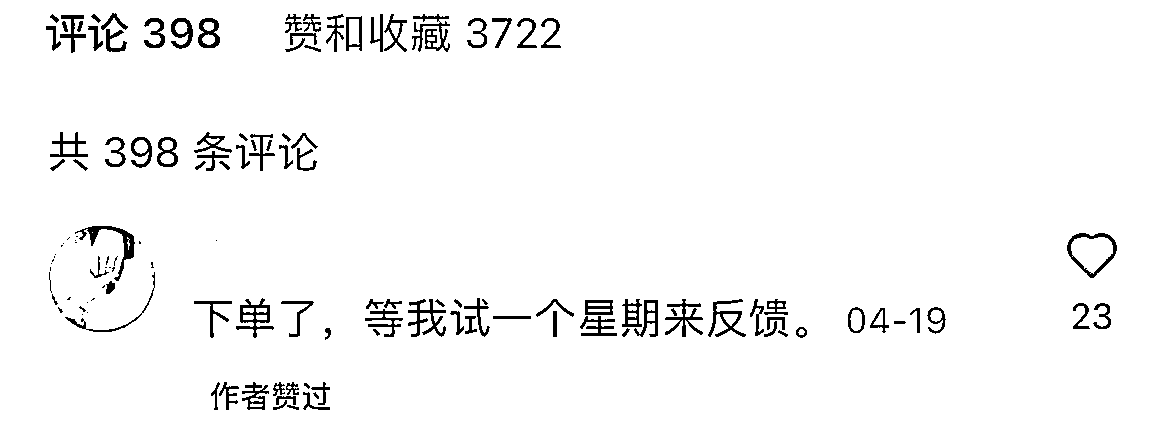 评论 398 赞和收藏 3722
共 398 条评论
下单了，等我试一个星期来反馈。 04-19
23
作者赞过